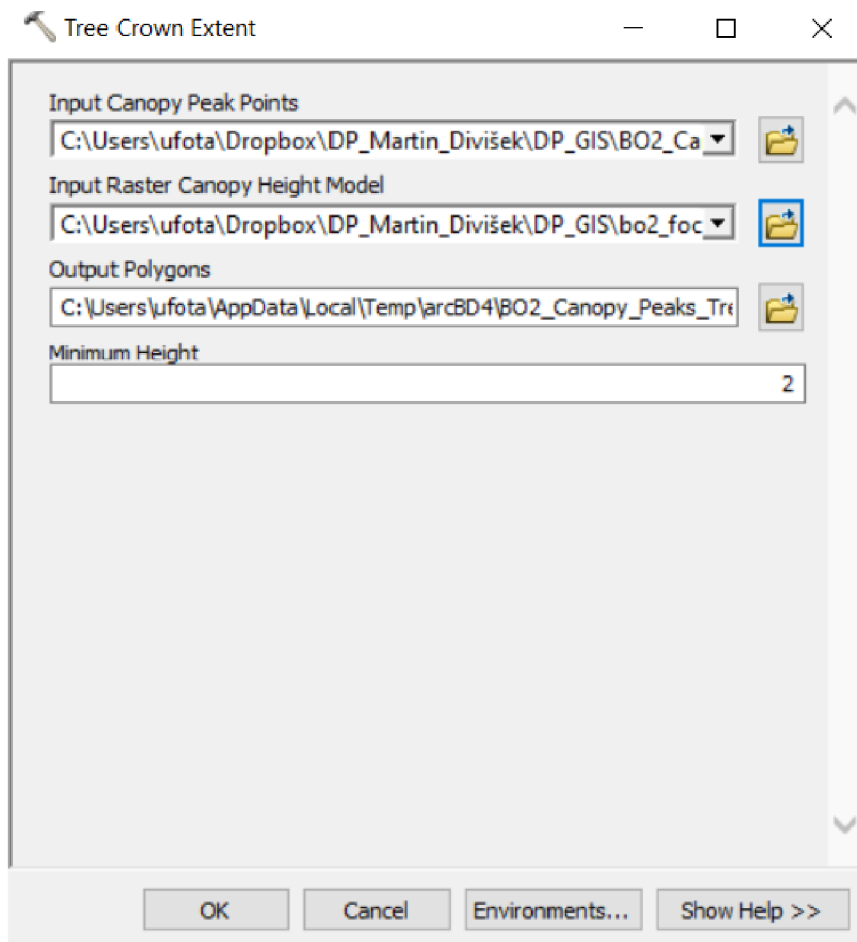 Tree Crown Extent
Input Canopy Peak Points
C:\Users\ufota\Dropbox\DP_Martin_Divišek\DP_GIS\BO2_Ca
Input Raster Canopy Height Model
C:\Users\ufota\Dropbox\DP_Martin_Divišek\DP_GIS\bo2_foc
Output Polygons
C:\Users\ufota\AppData\Local\Temp\arcBD4\BO2_Canopy_Peaks_Tre
Minimum Height
2
OK Cancel Environments... Show Help >>